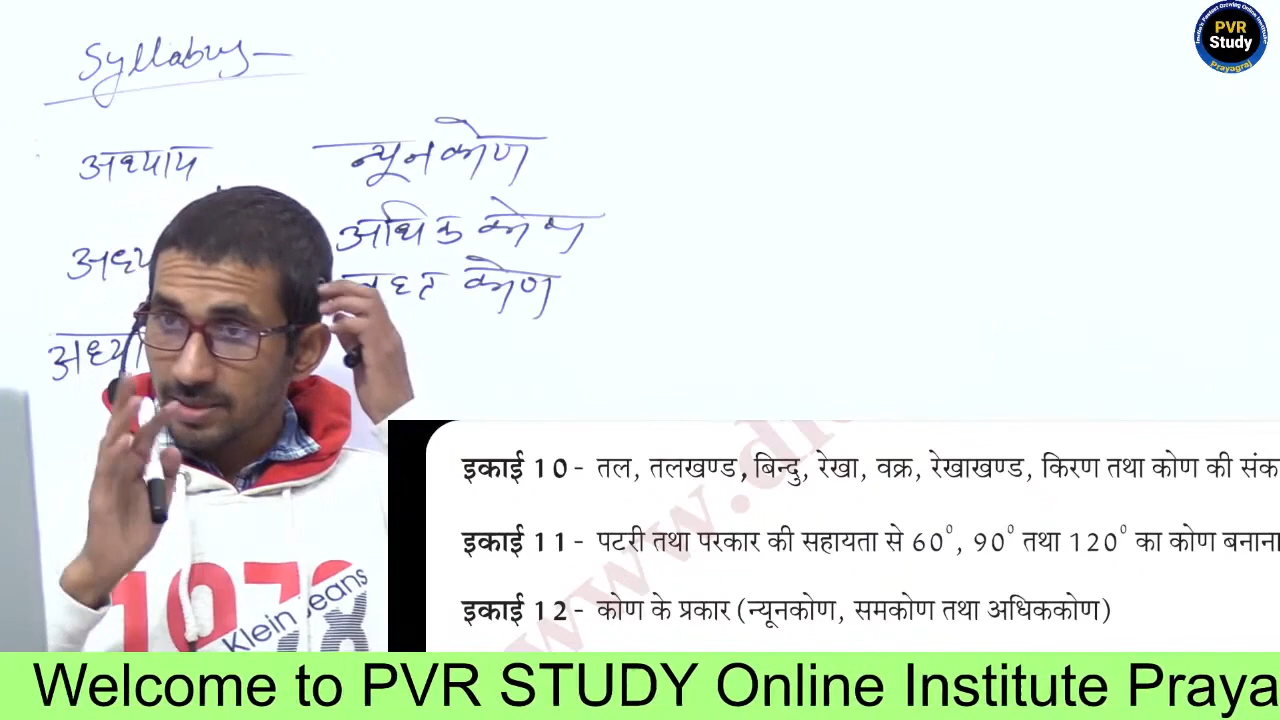 Syllabus -
अध्याय
न्यूनकोण
अधिक कोण
कोण
PVR
Study
Prayagraj
इकाई 10 - तल, तलखण्ड, बिन्दु, रेखा, वक्र, रेखाखण्ड, किरण तथा कोण की संक
इकाई 11 - पटरी तथा परकार की सहायता से 60°, 90° तथा 120° का कोण बनाना
इकाई 12 - कोण के प्रकार (न्यूनकोण, समकोण तथा अधिककोण)
Klein Jeans
Welcome to PVR STUDY Online Institute Praya